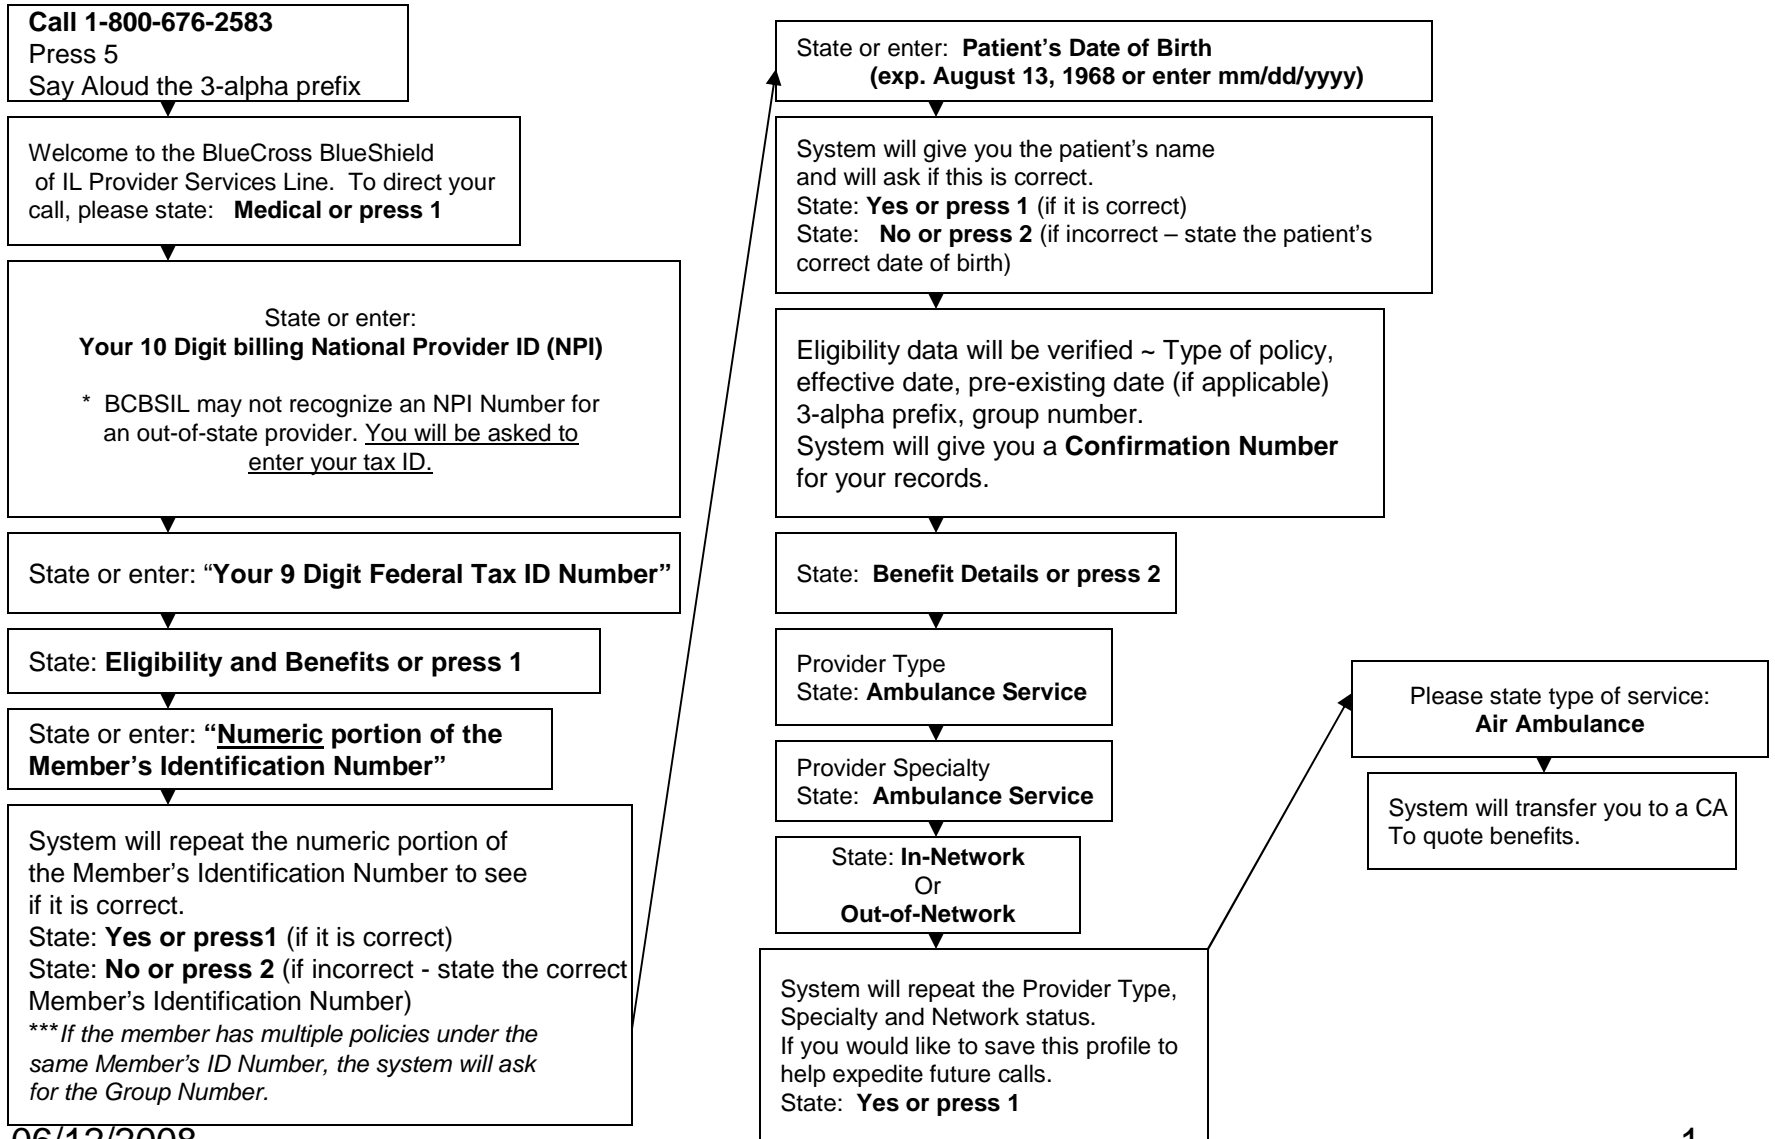 Call 1-800-676-2583
Press 5
Say Aloud the 3-alpha prefix
Welcome to the BlueCross BlueShield
of IL Provider Services Line. To direct your
call, please state: Medical or press 1
State or enter:
Your 10 Digit billing National Provider ID (NPI)
* BCBSIL may not recognize an NPI Number for
an out-of-state provider. You will be asked to
enter your tax ID.
State or enter: “Your 9 Digit Federal Tax ID Number”
State: Eligibility and Benefits or press 1
State or enter: “Numeric portion of the
Member’s Identification Number”
System will repeat the numeric portion of
the Member’s Identification Number to see
if it is correct.
State: Yes or press1 (if it is correct)
State: No or press 2 (if incorrect - state the correct
Member’s Identification Number)
***If the member has multiple policies under the
same Member’s ID Number, the system will ask
for the Group Number.
State or enter: Patient’s Date of Birth
(exp. August 13, 1968 or enter mm/dd/yyyy)
System will give you the patient’s name
and will ask if this is correct.
State: Yes or press 1 (if it is correct)
State: No or press 2 (if incorrect – state the patient’s
correct date of birth)
Eligibility data will be verified ~ Type of policy,
effective date, pre-existing date (if applicable)
3-alpha prefix, group number.
System will give you a Confirmation Number
for your records.
State: Benefit Details or press 2
Provider Type
State: Ambulance Service
Provider Specialty
State: Ambulance Service
State: In-Network
Or
Out-of-Network
System will repeat the Provider Type,
Specialty and Network status.
If you would like to save this profile to
help expedite future calls.
State: Yes or press 1
Please state type of service:
Air Ambulance
System will transfer you to a CA
To quote benefits.
06/12/2008
1